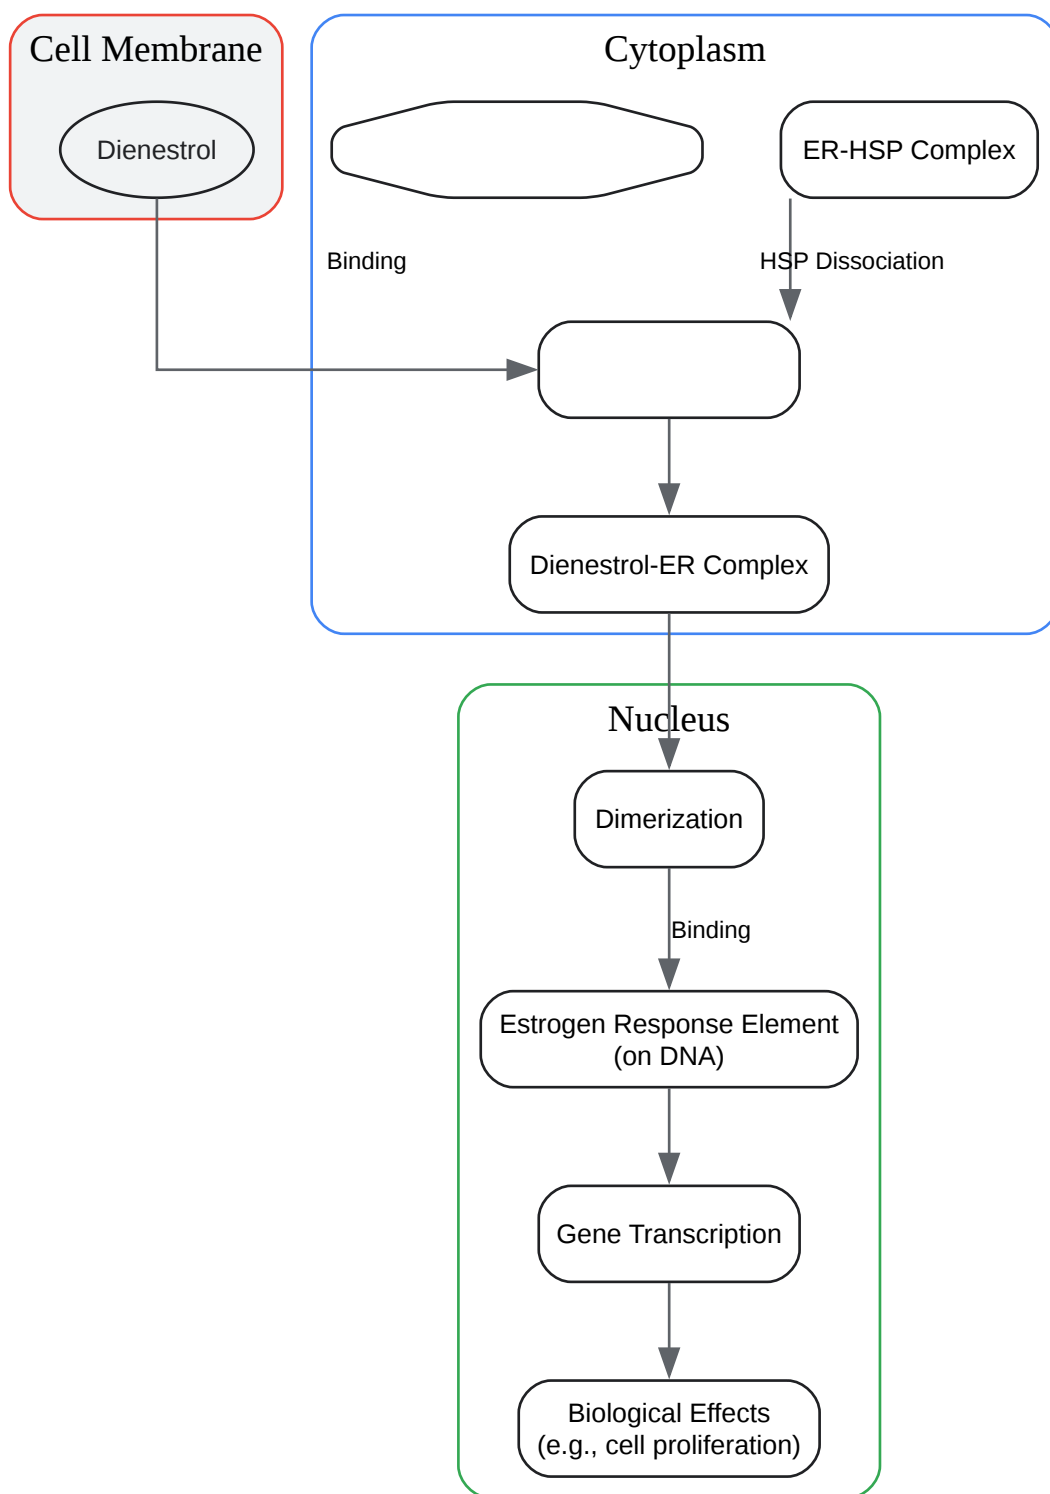 Cell Membrane
Cytoplasm
Dienestrol
ER-HSP Complex
Binding
HSP Dissociation
Dienestrol-ER Complex
Nucleus
Dimerization
Binding
Estrogen Response Element
(on DNA)
Gene Transcription
Biological Effects
(e.g., cell proliferation)